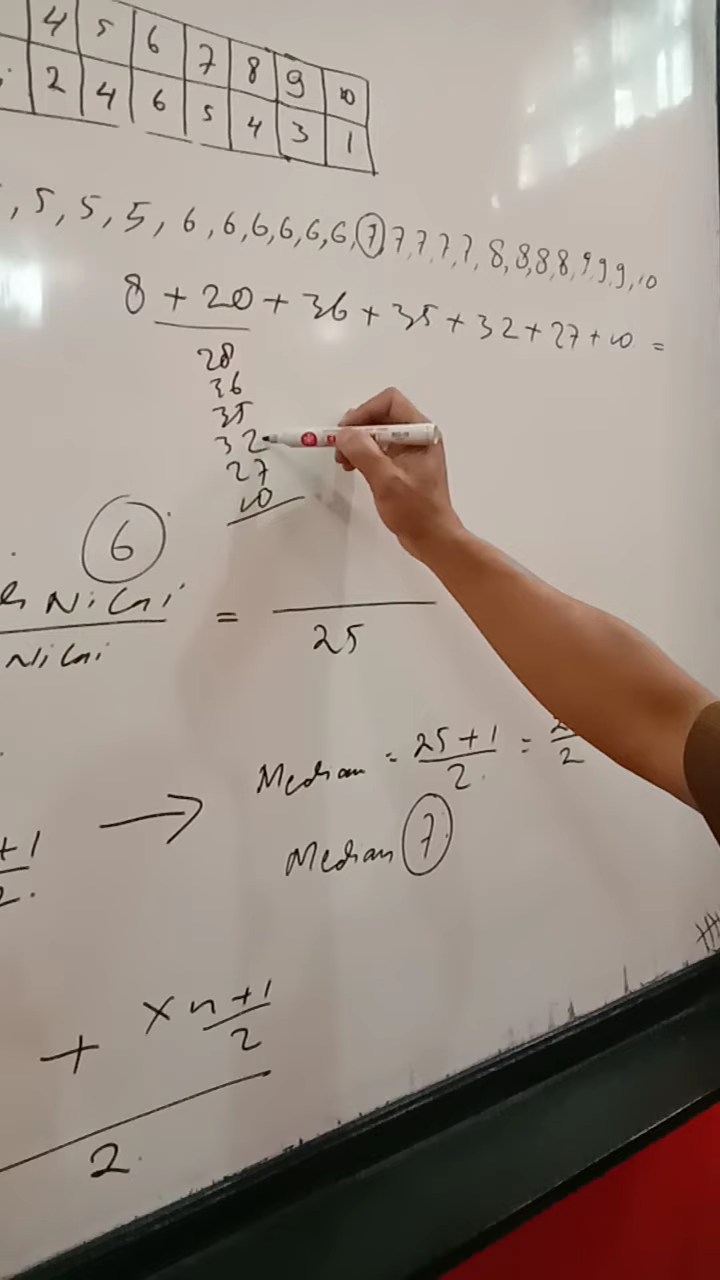 4 5 6 7 8 9 10
2 4 6 5 4 3 1
, 5, 5, 5, 6, 6, 6, 6, 6, 6, 7, 7, 7, 7, 7, 8, 8, 8, 8, 9, 9, 9, 10
8 + 20 + 36 + 35 + 32 + 27 + 10 =
28
36
35
32
27
10
6
= 25
Median = 25 + 1 / 2 = / 2
Median 7
+1
2
+ x n+1 / 2
2